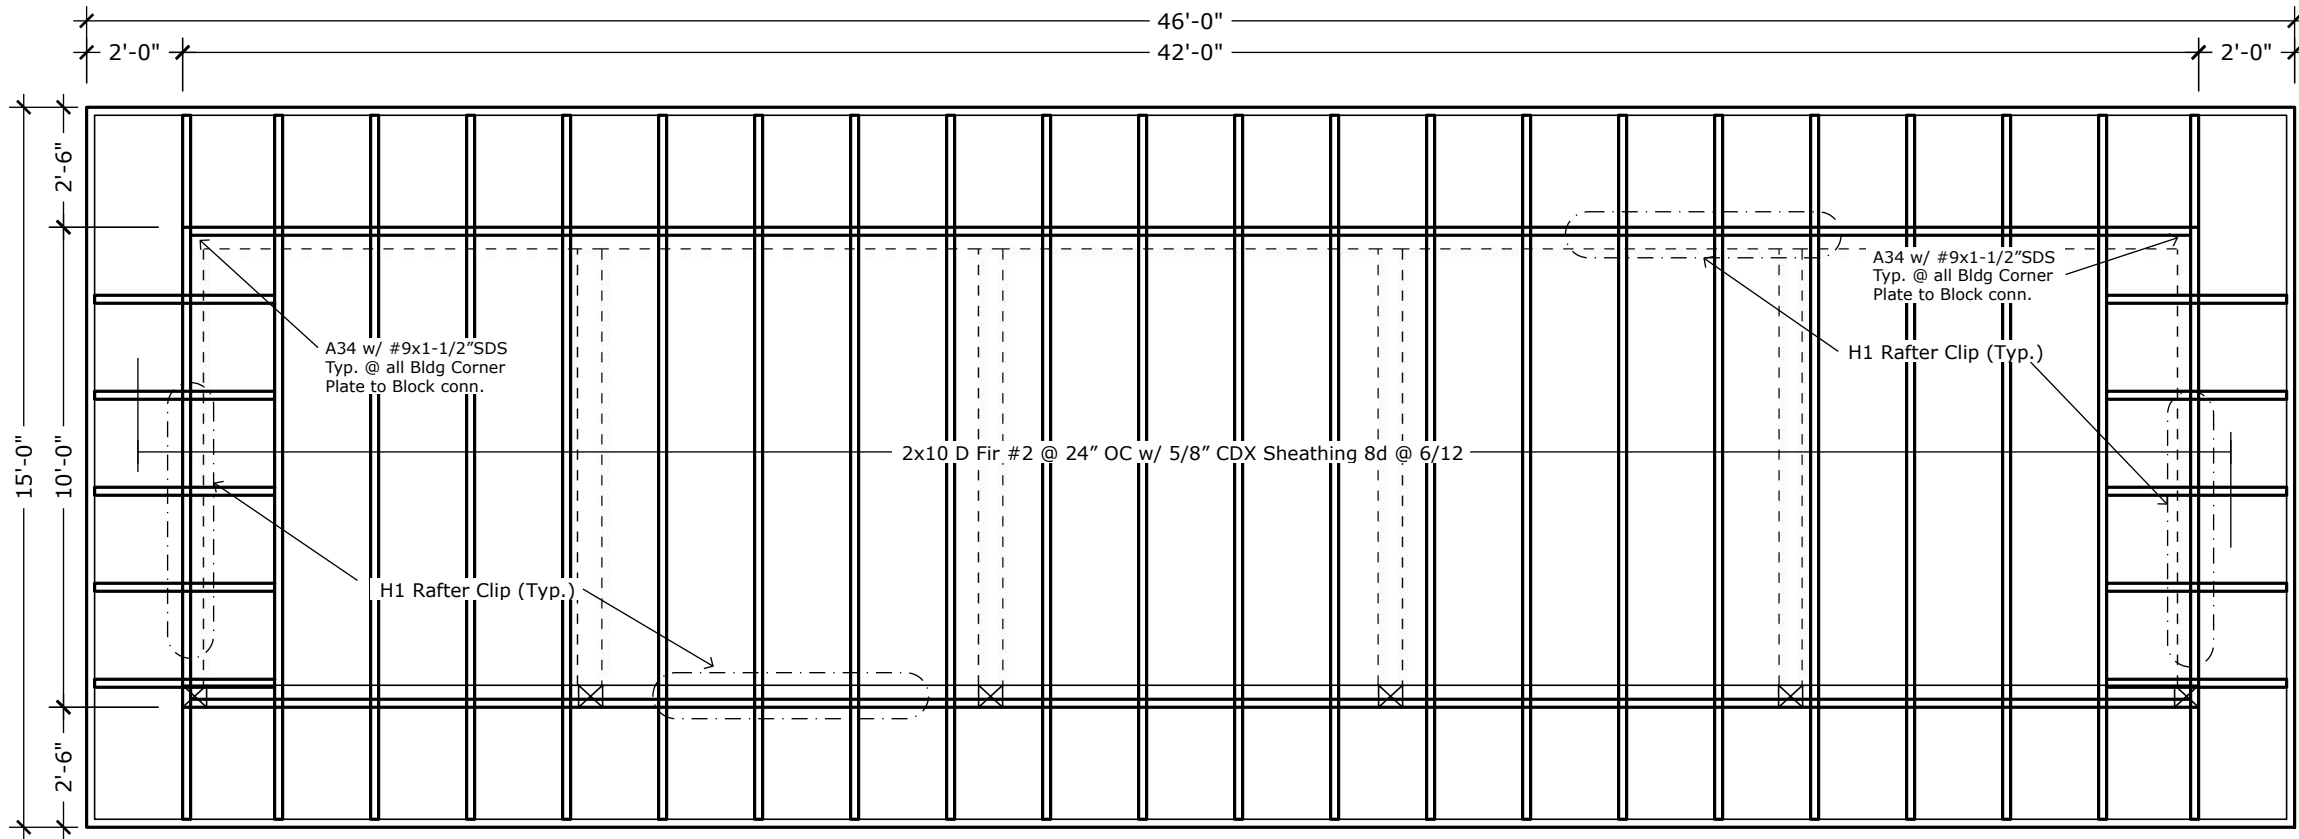 46'-0"
2'-0"
42'-0"
2'-0"
2'-6"
15'-0"
10'-0"
2'-6"
A34 w/ #9x1-1/2”SDS
Typ. @ all Bldg Corner
Plate to Block conn.
A34 w/ #9x1-1/2”SDS
Typ. @ all Bldg Corner
Plate to Block conn.
H1 Rafter Clip (Typ.)
2x10 D Fir #2 @ 24” OC w/ 5/8” CDX Sheathing 8d @ 6/12
H1 Rafter Clip (Typ.)